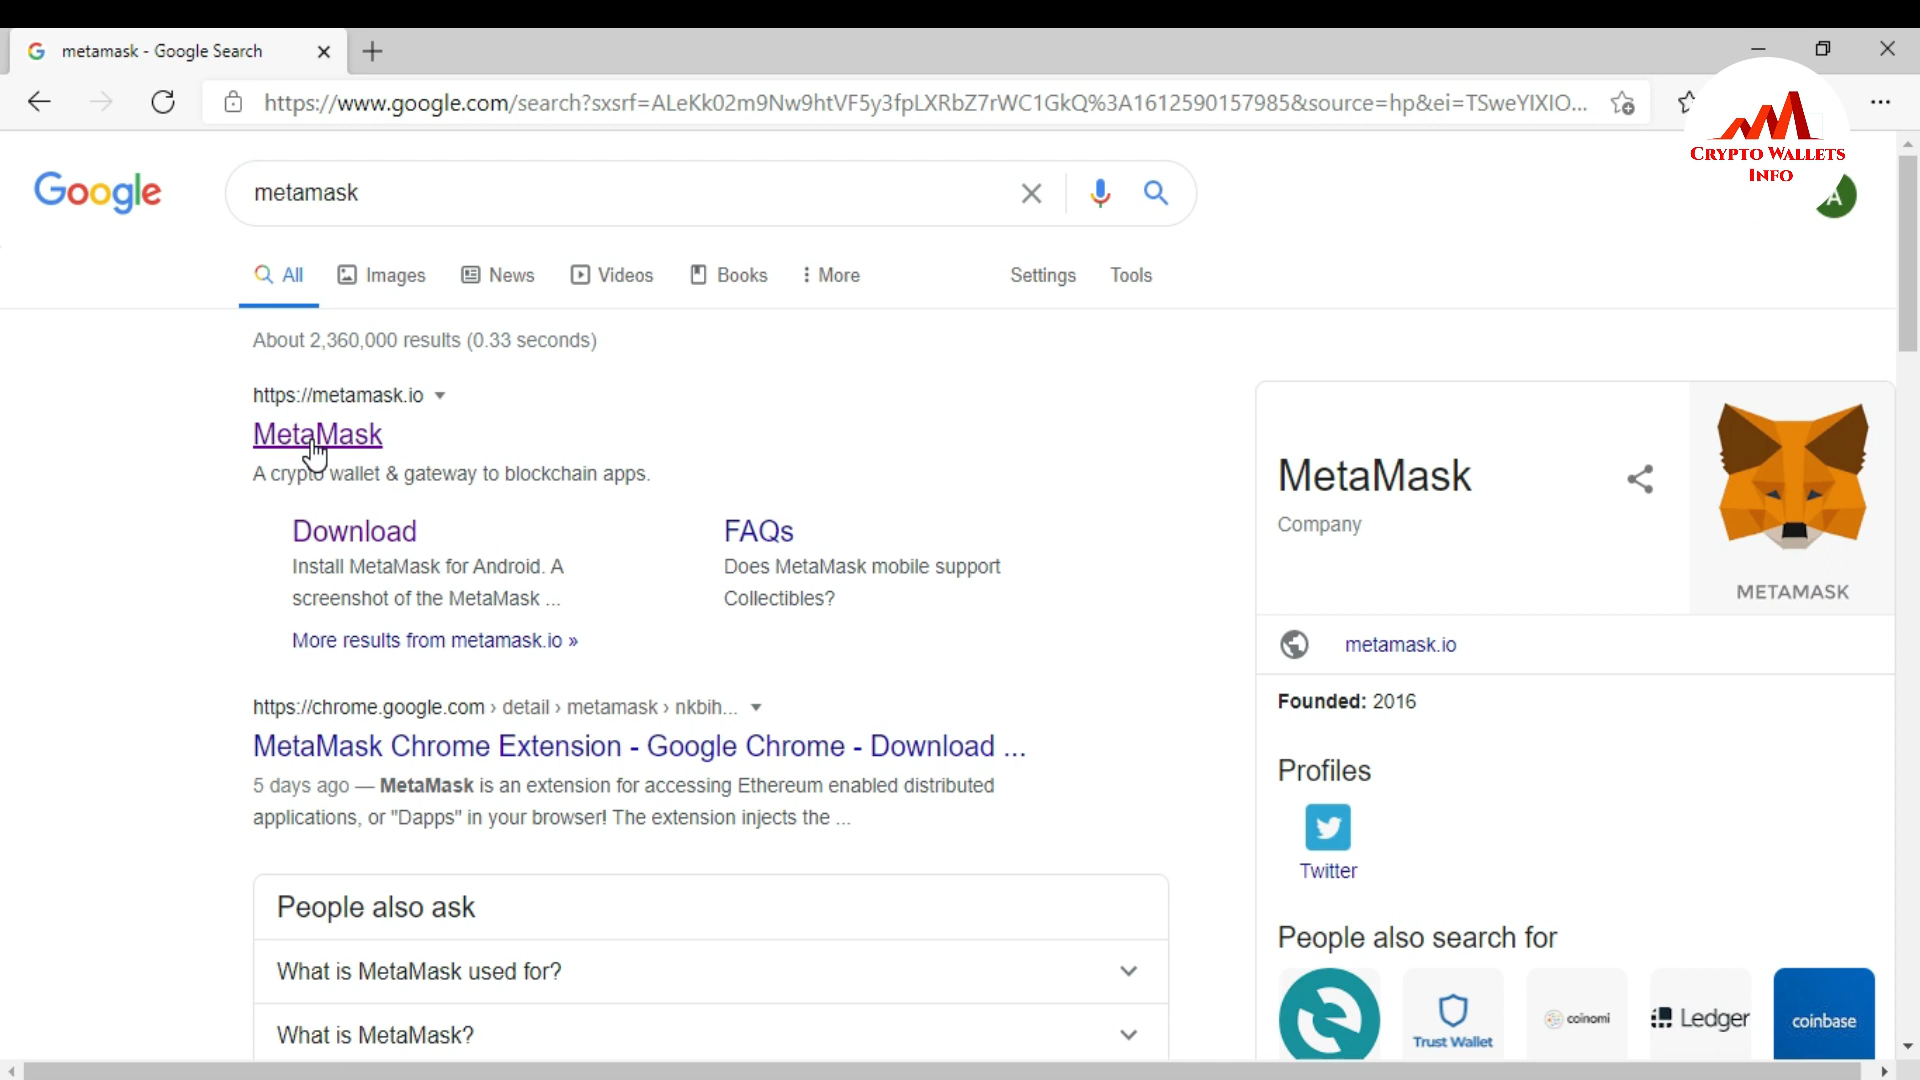 metamask - Google Search
https://www.google.com/search?sxsrf=ALeKk02m9Nw9htVF5y3fpLXRbZ7rWC1GkQ%3A1612590157985&source=hp&ei=TSweYIXIO...
CRYPTO WALLETS
INFO
Google
metamask
A
All
Images
News
Videos
Books
More
Settings
Tools
About 2,360,000 results (0.33 seconds)
https://metamask.io
MetaMask
A crypto wallet & gateway to blockchain apps.
Download
Install MetaMask for Android. A
screenshot of the MetaMask ...
FAQs
Does MetaMask mobile support
Collectibles?
More results from metamask.io »
https://chrome.google.com › detail › metamask › nkbih...
MetaMask Chrome Extension - Google Chrome - Download ...
5 days ago — MetaMask is an extension for accessing Ethereum enabled distributed
applications, or "Dapps" in your browser! The extension injects the ...
People also ask
What is MetaMask used for?
What is MetaMask?
MetaMask
Company
METAMASK
metamask.io
Founded: 2016
Profiles
Twitter
People also search for
Trust Wallet
coinomi
Ledger
coinbase